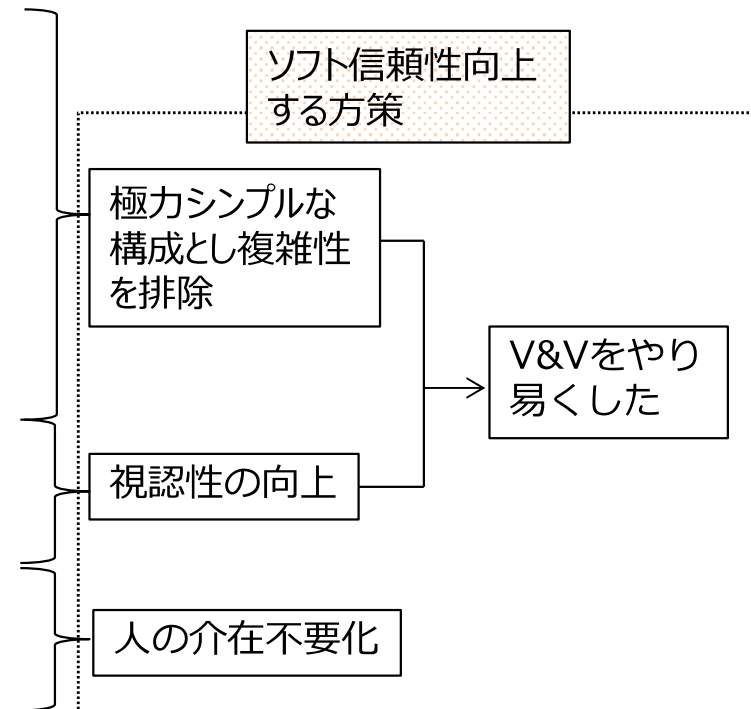 ソフト信頼性向上
する方策
極力シンプルな
構成とし複雑性
を排除
V&Vをやり
易くした
視認性の向上
人の介在不要化